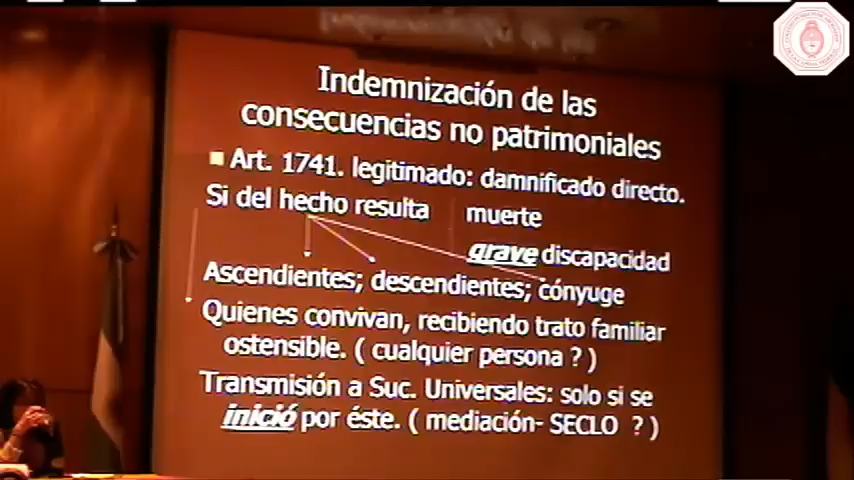 Indemnización de las
consecuencias no patrimoniales
Art. 1741. legitimado: damnificado directo.
Si del hecho resulta muerte
grave discapacidad
Ascendientes; descendientes; cónyuge
Quienes convivan, recibiendo trato familiar
ostensible. ( cualquier persona ? )
Transmisión a Suc. Universales: solo si se
inició por éste. ( mediación- SECLO ? )